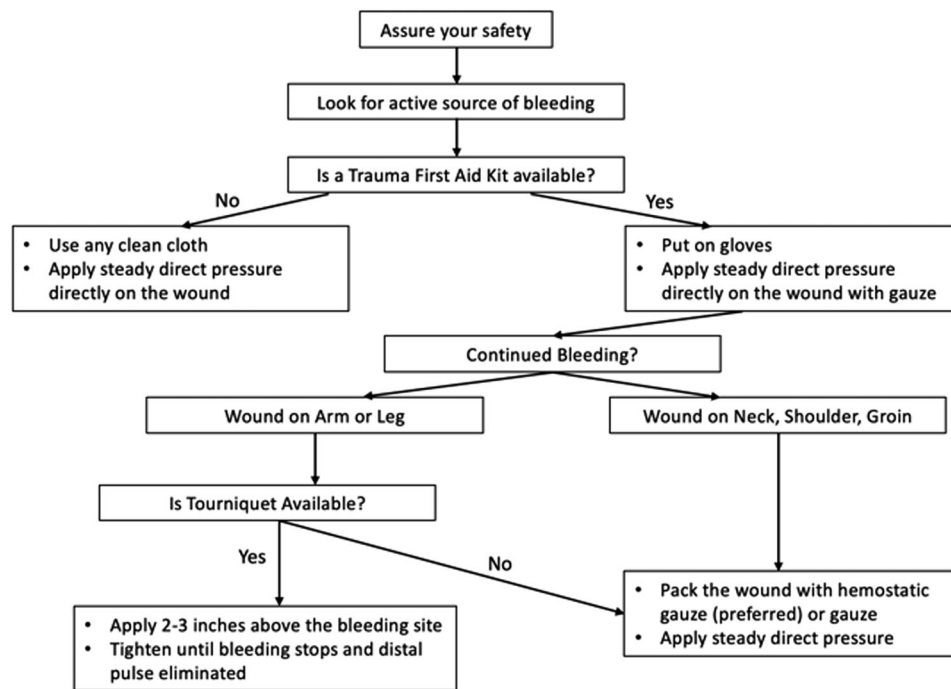 Assure your safety
Look for active source of bleeding
Is a Trauma First Aid Kit available?
No
Yes
• Use any clean cloth
• Apply steady direct pressure
directly on the wound
• Put on gloves
• Apply steady direct pressure
directly on the wound with gauze
Continued Bleeding?
Wound on Arm or Leg
Wound on Neck, Shoulder, Groin
Is Tourniquet Available?
Yes
No
• Apply 2-3 inches above the bleeding site
• Tighten until bleeding stops and distal
pulse eliminated
• Pack the wound with hemostatic
gauze (preferred) or gauze
• Apply steady direct pressure